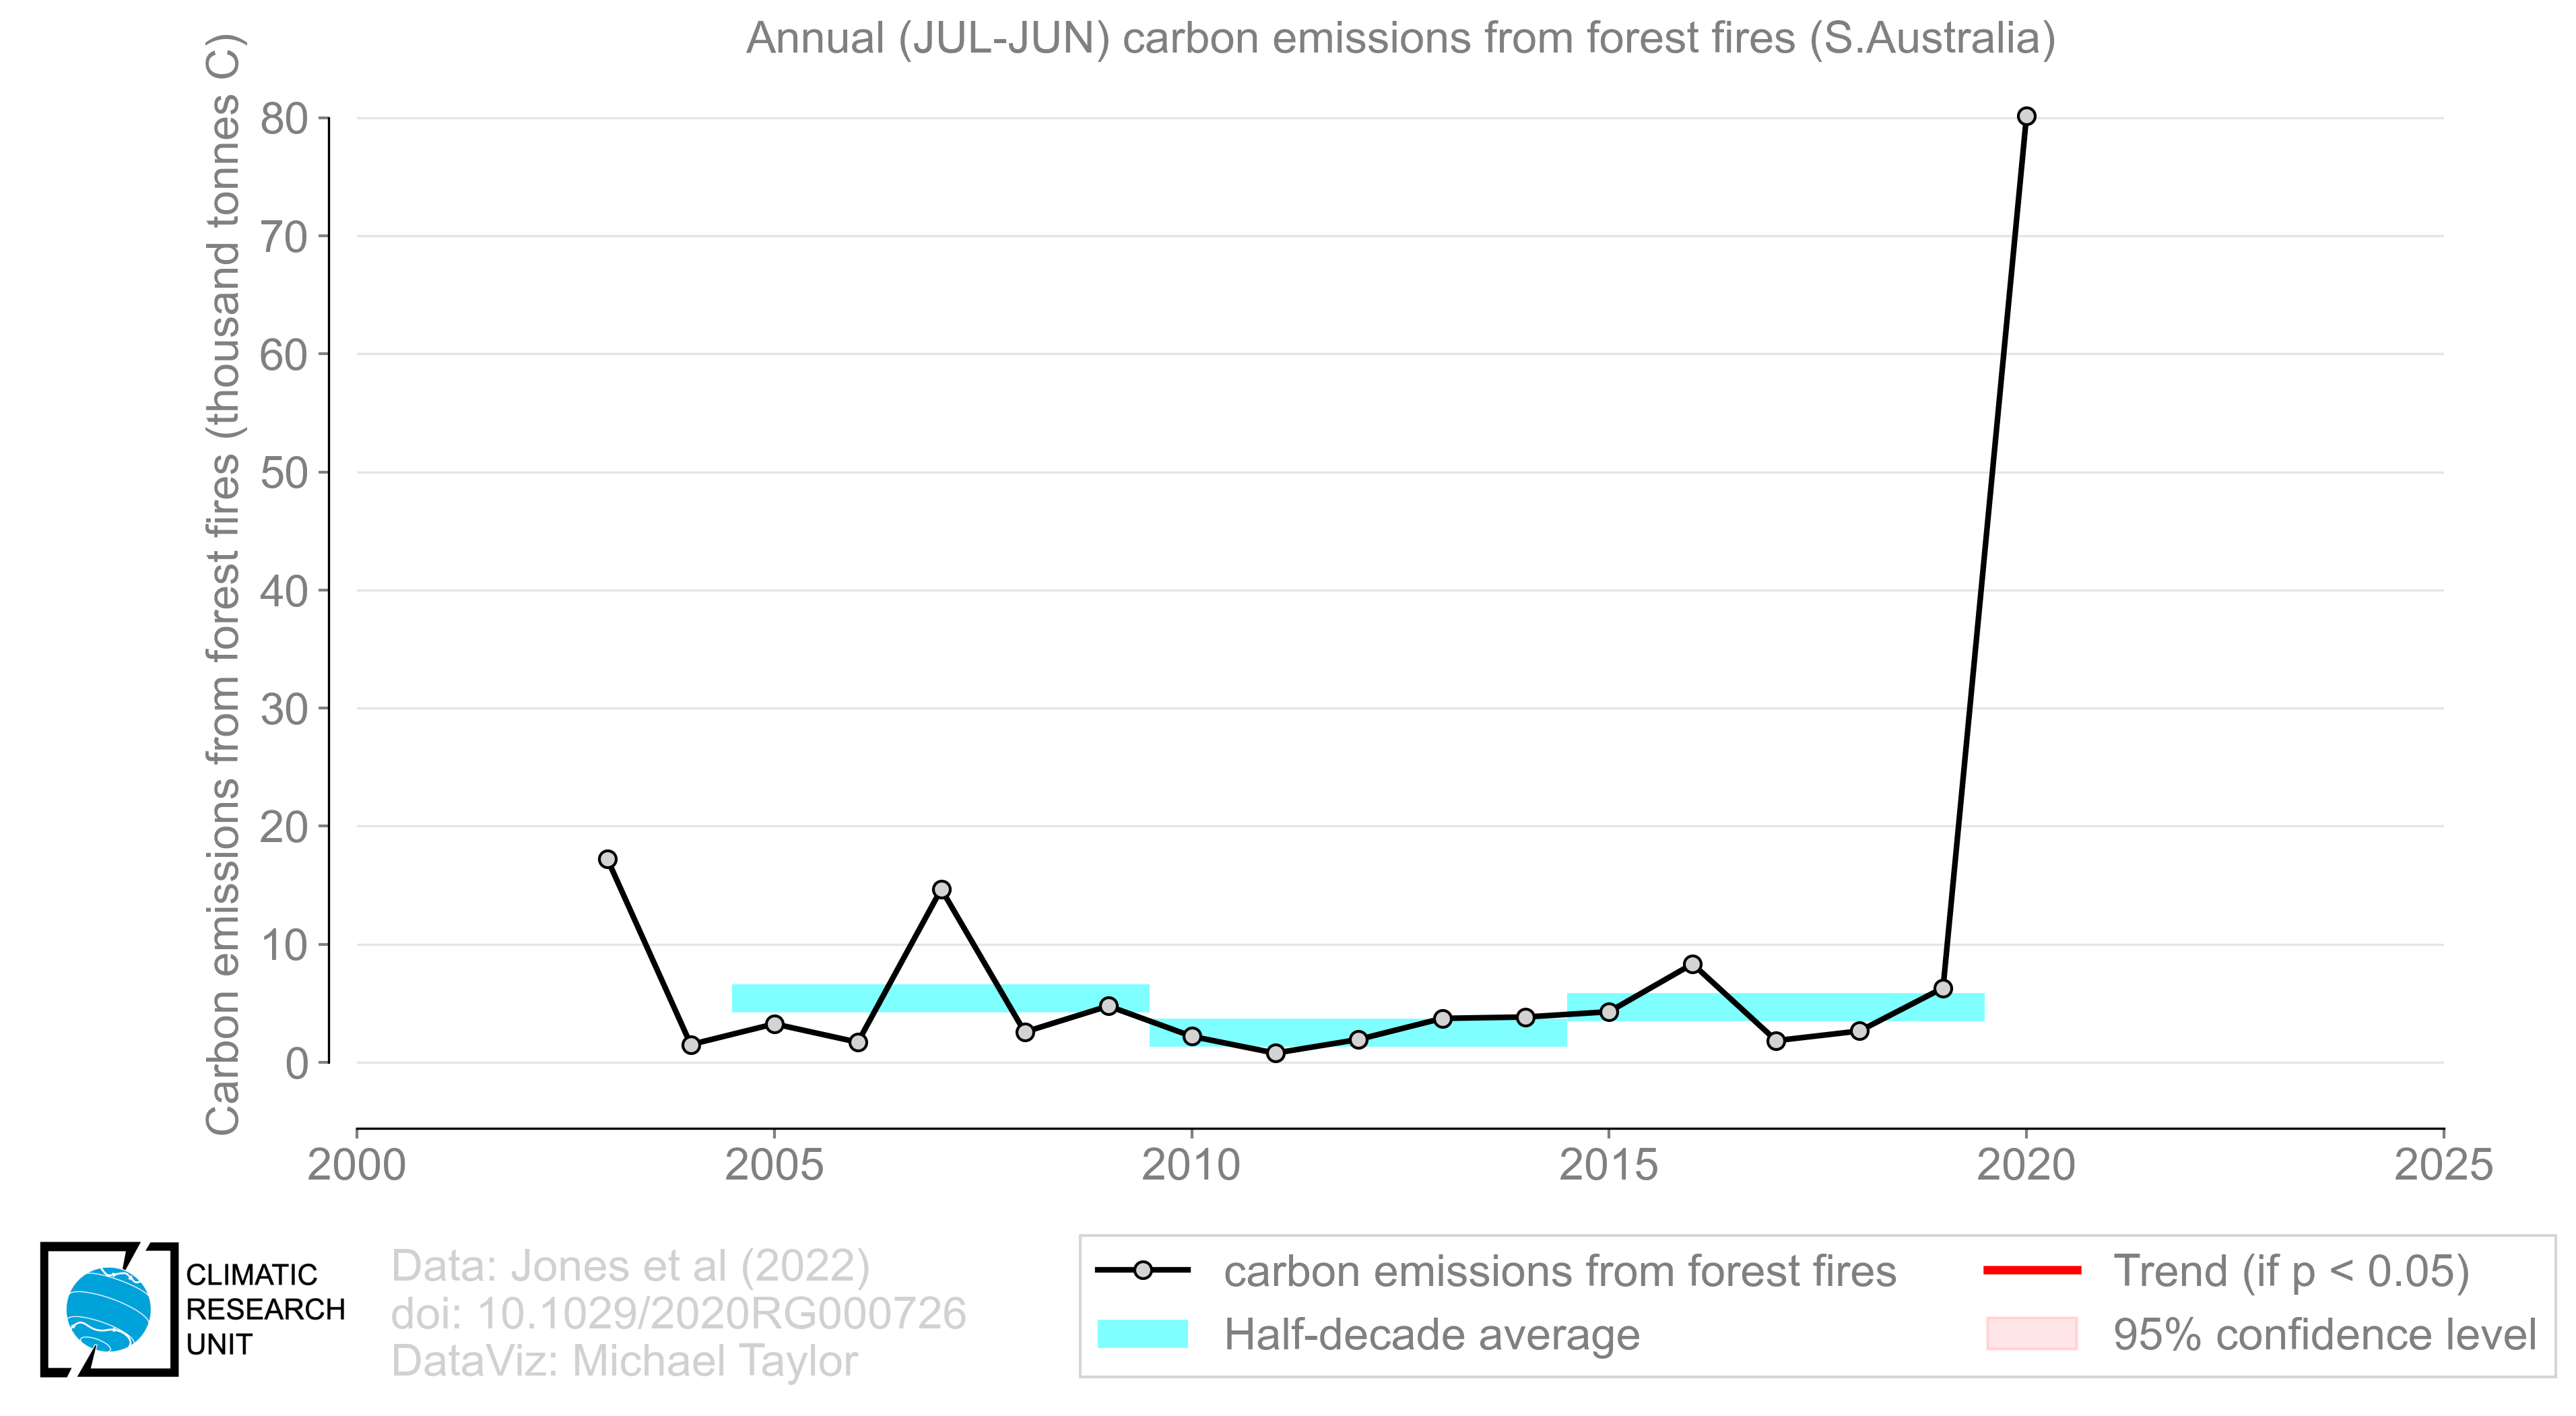 Annual (JUL-JUN) carbon emissions from forest fires (S.Australia)
Carbon emissions from forest fires (thousand tonnes C)
80
70
60
50
40
30
20
10
0
2000 2005 2010 2015 2020 2025
CLIMATIC
RESEARCH
UNIT
Data: Jones et al (2022)
doi: 10.1029/2020RG000726
DataViz: Michael Taylor
carbon emissions from forest fires
Half-decade average
Trend (if p < 0.05)
95% confidence level